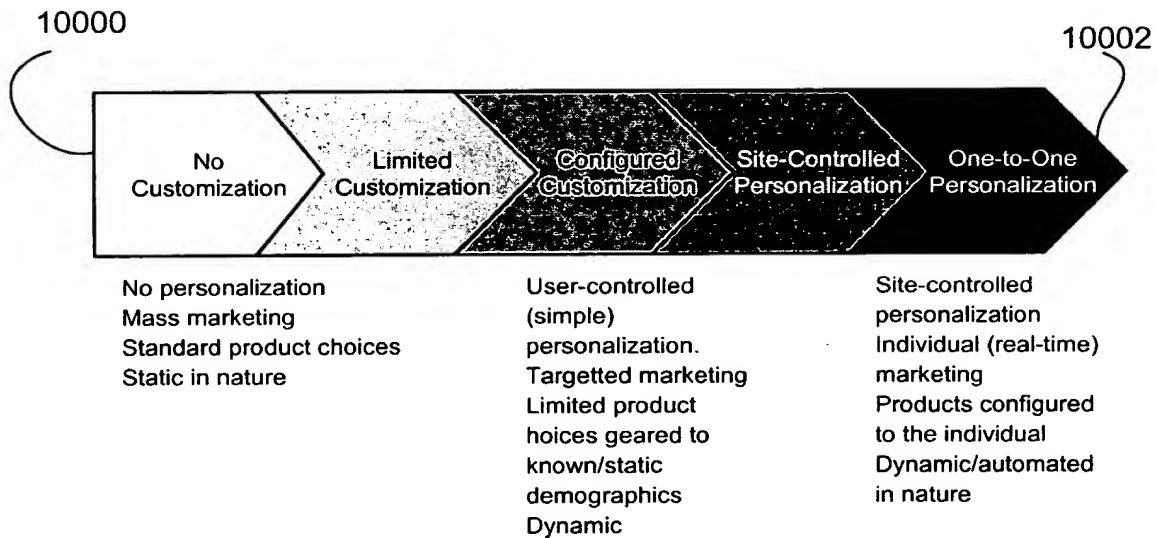 10000
10002
No
Customization
Limited
Customization
Configured
Customization
Site-Controlled
Personalization
One-to-One
Personalization
No personalization
Mass marketing
Standard product choices
Static in nature
User-controlled
(simple)
personalization.
Targetted marketing
Limited product
hoices geared to
known/static
demographics
Dynamic
Site-controlled
personalization
Individual (real-time)
marketing
Products configured
to the individual
Dynamic/automated
in nature